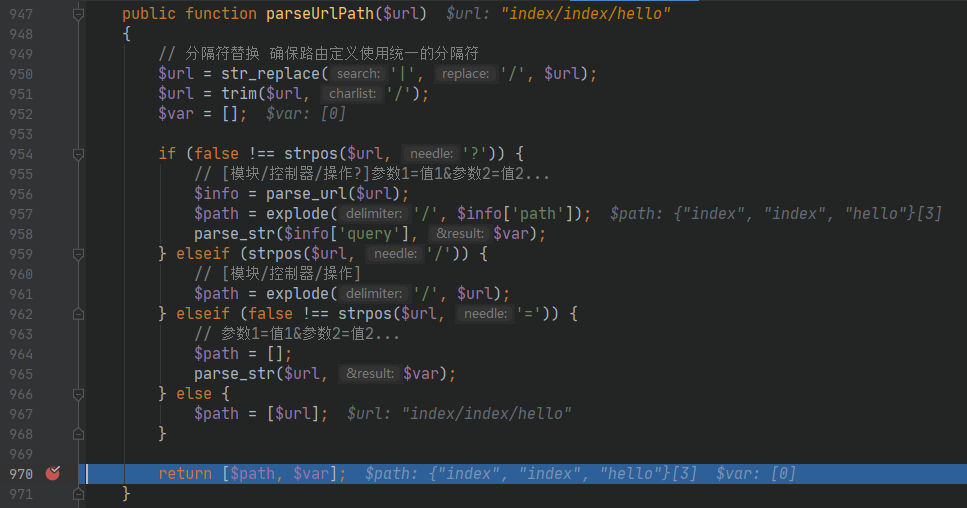 947 public function parseUrlPath($url) $url: "index/index/hello"
948 {
949 // 分隔符替换 确保路由定义使用统一的分隔符
950 $url = str_replace( search: '|', replace: '/', $url);
951 $url = trim($url, charlist: '/');
952 $var = []; $var: [0]
953
954 if (false !== strpos($url, needle: '?')) {
955 // [模块/控制器/操作?]参数1=值1&参数2=值2...
956 $info = parse_url($url);
957 $path = explode( delimiter: '/', $info['path']); $path: {"index", "index", "hello"}[3]
958 parse_str($info['query'], &result: $var);
959 } elseif (strpos($url, needle: '/')) {
960 // [模块/控制器/操作]
961 $path = explode( delimiter: '/', $url);
962 } elseif (false !== strpos($url, needle: '=')) {
963 // 参数1=值1&参数2=值2...
964 $path = [];
965 parse_str($url, &result: $var);
966 } else {
967 $path = [$url]; $url: "index/index/hello"
968 }
969
970 return [$path, $var]; $path: {"index", "index", "hello"}[3] $var: [0]
971 }